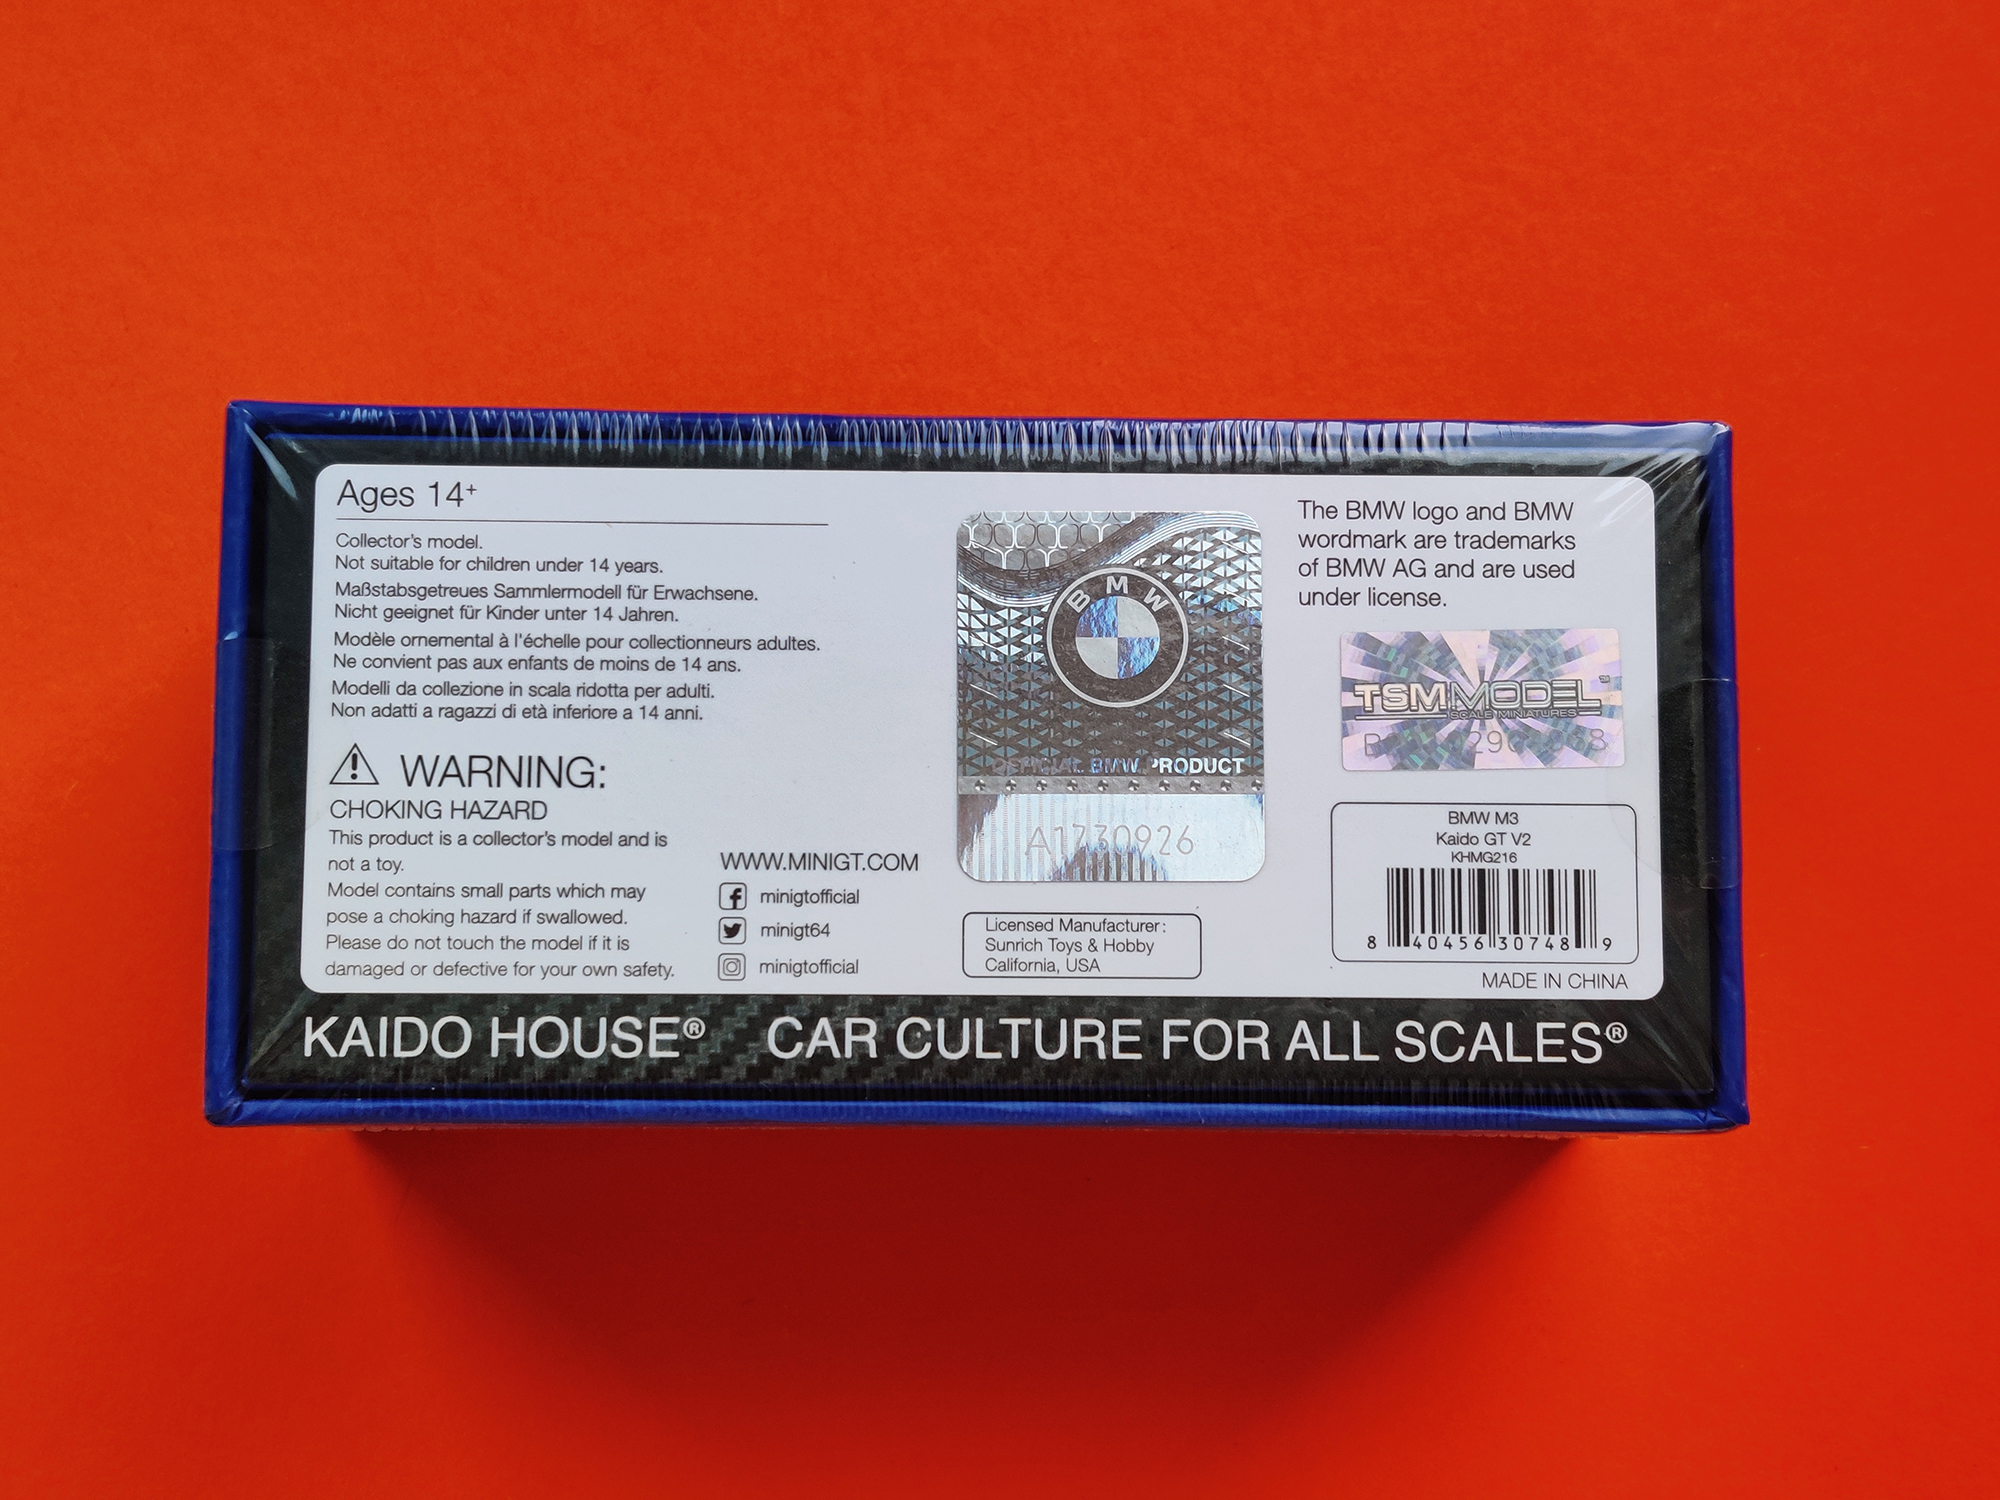 Ages 14+
Collector's model.
Not suitable for children under 14 years.
Maßstabsgetreues Sammlermodell für Erwachsene.
Nicht geeignet für Kinder unter 14 Jahren.
Modèle ornemental à l'échelle pour collectionneurs adultes.
Ne convient pas aux enfants de moins de 14 ans.
Modelli da collezione in scala ridotta per adulti.
Non adatti a ragazzi di età inferiore a 14 anni.
WARNING:
CHOKING HAZARD
This product is a collector's model and is
not a toy.
Model contains small parts which may
pose a choking hazard if swallowed.
Please do not touch the model if it is
damaged or defective for your own safety.
WWW.MINIGT.COM
minigtofficial
minigt64
minigtofficial
BMW
OFFICIAL BMW PRODUCT
A1730926
Licensed Manufacturer:
Sunrich Toys & Hobby
California, USA
The BMW logo and BMW
wordmark are trademarks
of BMW AG and are used
under license.
TSMMODEL™
SCALE MINIATURES
BMW M3
Kaido GT V2
KHMG216
8 40456 30748 9
MADE IN CHINA
KAIDO HOUSE® CAR CULTURE FOR ALL SCALES®